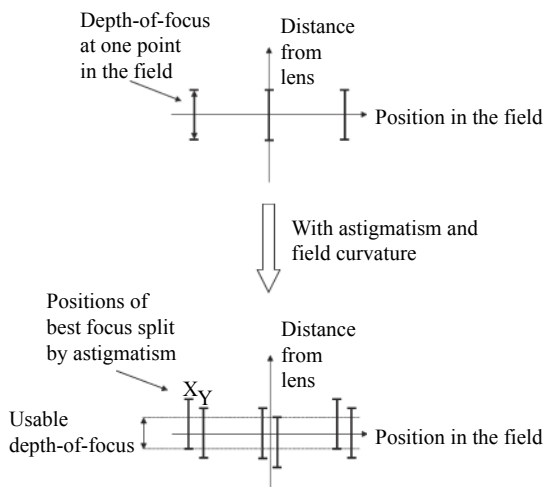 Depth-of-focus
at one point
in the field
Distance
from
lens
Position in the field
With astigmatism and
field curvature
Positions of
best focus split
by astigmatism
Distance
from
lens
X
Y
Usable
depth-of-focus
Position in the field